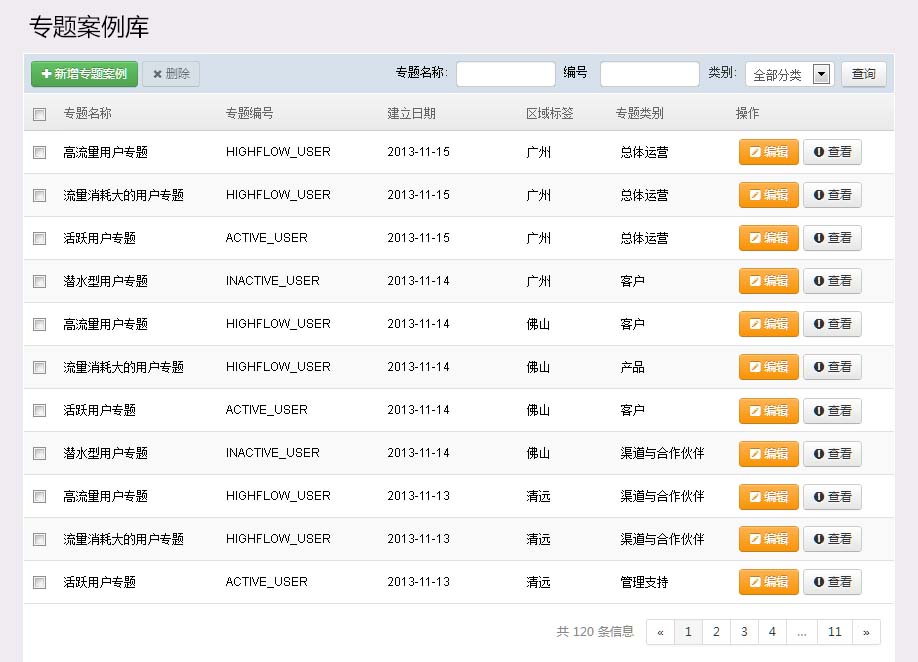 专题案例库
新增专题案例 删除 专题名称: 编号 类别: 全部分类 查询
专题名称 专题编号 建立日期 区域标签 专题类别 操作
高流量用户专题 HIGHFLOW_USER 2013-11-15 广州 总体运营 编辑 查看
流量消耗大的用户专题 HIGHFLOW_USER 2013-11-15 广州 总体运营 编辑 查看
活跃用户专题 ACTIVE_USER 2013-11-15 广州 总体运营 编辑 查看
潜水型用户专题 INACTIVE_USER 2013-11-14 广州 客户 编辑 查看
高流量用户专题 HIGHFLOW_USER 2013-11-14 佛山 客户 编辑 查看
流量消耗大的用户专题 HIGHFLOW_USER 2013-11-14 佛山 产品 编辑 查看
活跃用户专题 ACTIVE_USER 2013-11-14 佛山 客户 编辑 查看
潜水型用户专题 INACTIVE_USER 2013-11-14 佛山 渠道与合作伙伴 编辑 查看
高流量用户专题 HIGHFLOW_USER 2013-11-13 清远 渠道与合作伙伴 编辑 查看
流量消耗大的用户专题 HIGHFLOW_USER 2013-11-13 清远 渠道与合作伙伴 编辑 查看
活跃用户专题 ACTIVE_USER 2013-11-13 清远 管理支持 编辑 查看
共 120 条信息 « 1 2 3 4 ... 11 »